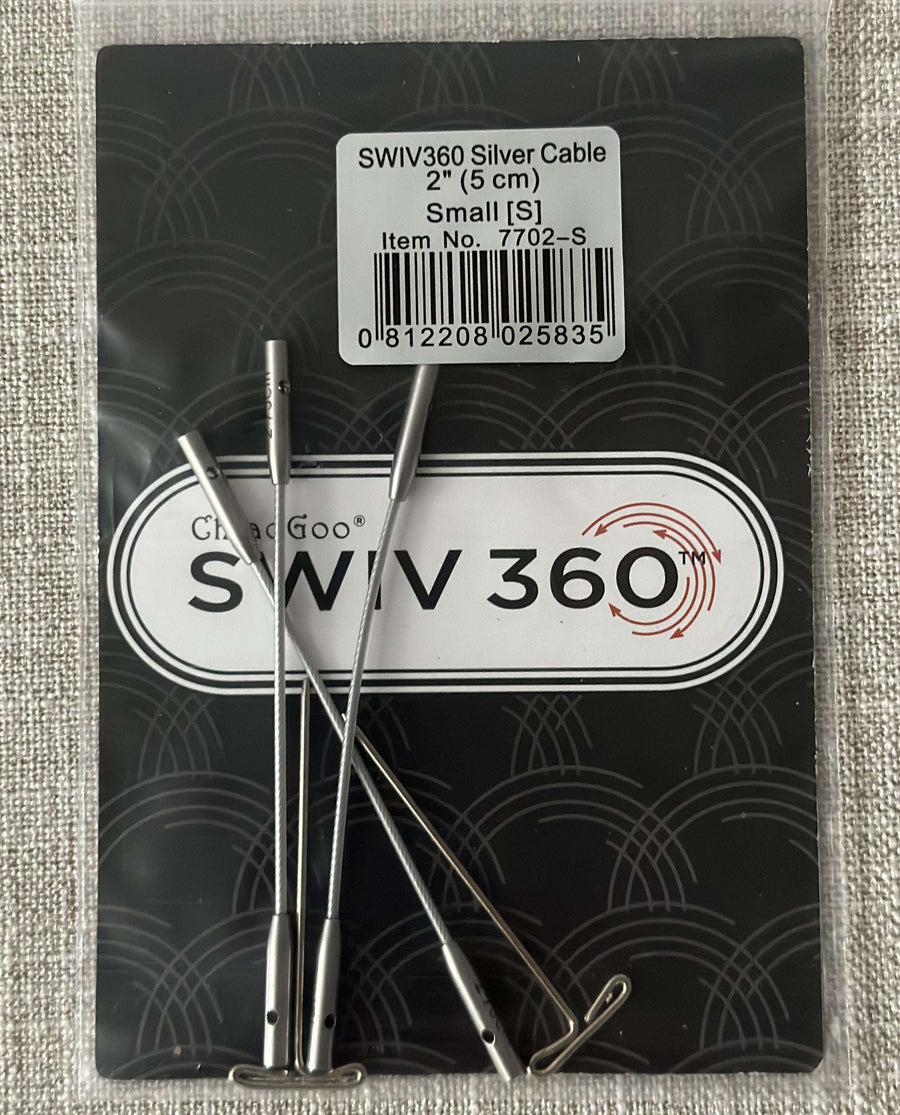 SWIV360 Silver Cable
2" (5 cm)
Small [S]
Item No. 7702-S
0 812208 025835
ChiaoGoo®
SWIV 360™